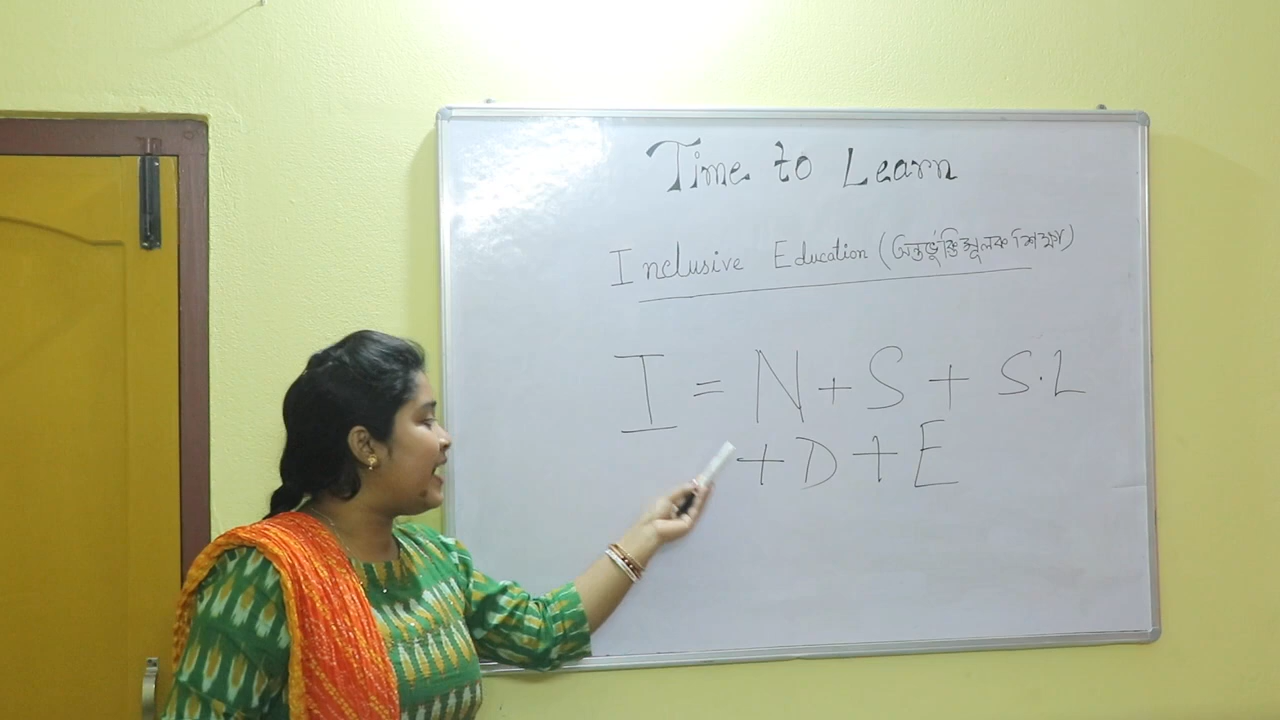 Time to Learn
Inclusive Education (অন্তর্ভুক্তিমূলক শিক্ষা)
I = N + S + S.L
+ D + E